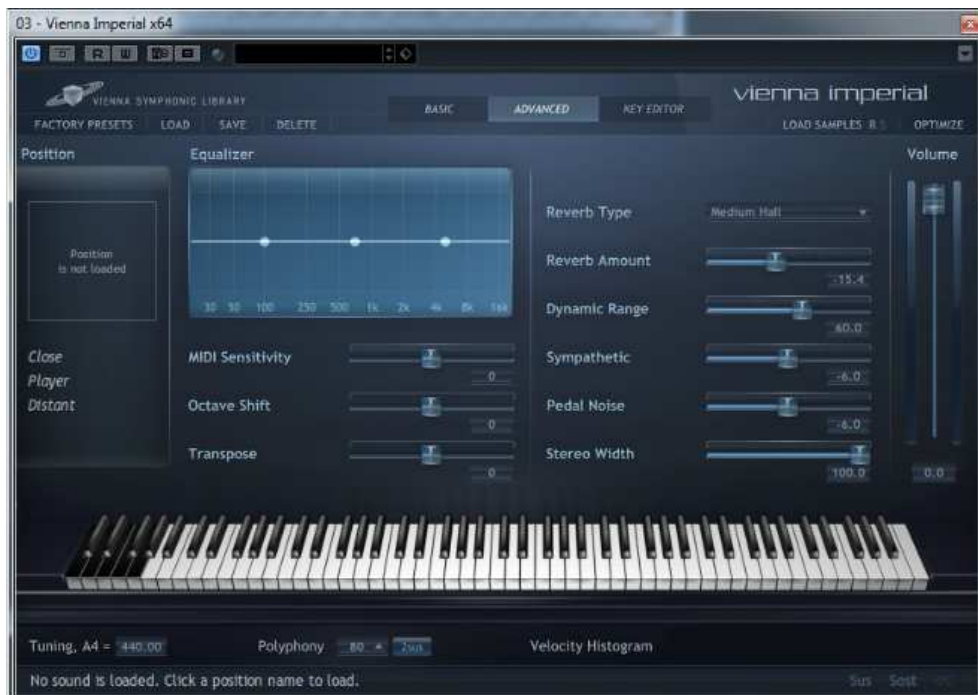 03 - Vienna Imperial x64
R W
VIENNA SYMPHONIC LIBRARY
BASIC ADVANCED KEY EDITOR
vienna imperial
FACTORY PRESETS LOAD SAVE DELETE
LOAD SAMPLES R S OPTIMIZE
Position
Position
is not loaded
Close
Player
Distant
Equalizer
30 50 100 250 500 1k 2k 4k 8k 16k
MIDI Sensitivity
0
Octave Shift
0
Transpose
0
Reverb Type Medium Hall
Reverb Amount
-15.4
Dynamic Range
60.0
Sympathetic
-6.0
Pedal Noise
-6.0
Stereo Width
100.0
Volume
0.0
Tuning, A4 = 440.00 Polyphony 80 2sus Velocity Histogram
No sound is loaded. Click a position name to load. Sus Sost